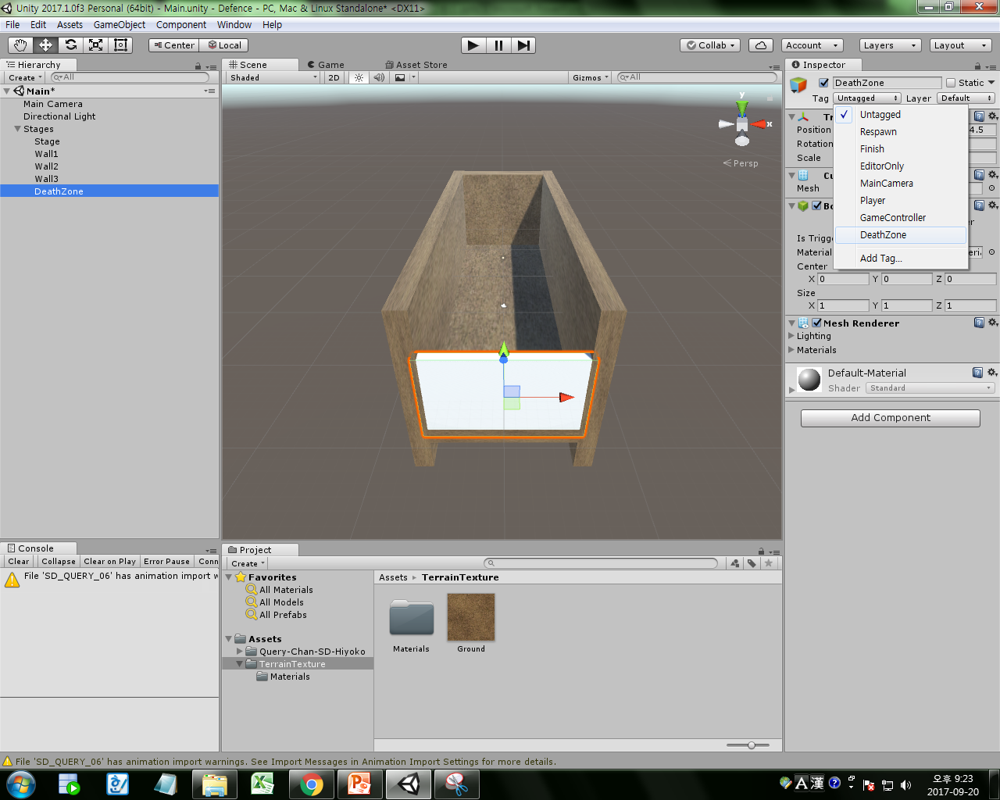 Unity 2017.1.0f3 Personal (64bit) - Main.unity - Defence - PC, Mac & Linux Standalone* <DX11>
File Edit Assets GameObject Component Window Help
Center Local Collab Account Layers Layout
Hierarchy
Create All
Main*
Main Camera
Directional Light
Stages
Stage
Wall1
Wall2
Wall3
DeathZone
Scene Game Asset Store
Shaded 2D Gizmos All
y
x
Persp
Inspector
DeathZone Static
Tag Untagged Layer Default
Untagged
Respawn
Finish
EditorOnly
MainCamera
Player
GameController
DeathZone
Add Tag...
Position 4.5
Rotation
Scale
Mesh
Is Trigg
Material
Center
X 0 Y 0 Z 0
Size
X 1 Y 1 Z 1
Mesh Renderer
Lighting
Materials
Default-Material
Shader Standard
Add Component
Console
Clear Collapse Clear on Play Error Pause Conn
File 'SD_QUERY_06' has animation import w
Project
Create
Favorites
All Materials
All Models
All Prefabs
Assets
Query-Chan-SD-Hiyoko
TerrainTexture
Materials
Assets TerrainTexture
Materials Ground
File 'SD_QUERY_06' has animation import warnings. See Import Messages in Animation Import Settings for more details.
A 漢 오후 9:23
2017-09-20